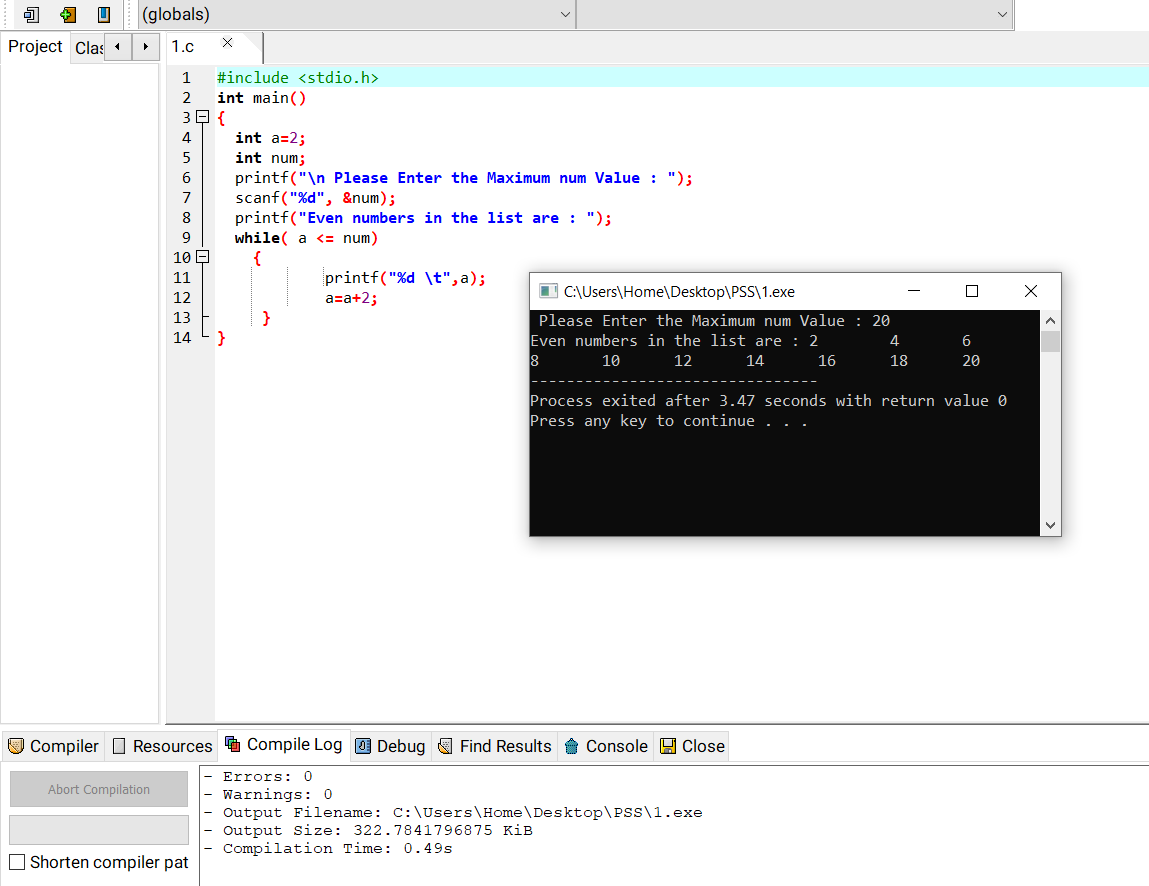 (globals)
Project Clas 1.c
1 #include <stdio.h>
2 int main()
3 {
4 int a=2;
5 int num;
6 printf("\n Please Enter the Maximum num Value : ");
7 scanf("%d", &num);
8 printf("Even numbers in the list are : ");
9 while( a <= num)
10 {
11 printf("%d \t",a);
12 a=a+2;
13 }
14 }
C:\Users\Home\Desktop\PSS\1.exe
Please Enter the Maximum num Value : 20
Even numbers in the list are : 2 4 6
8 10 12 14 16 18 20
--------------------------------
Process exited after 3.47 seconds with return value 0
Press any key to continue . . .
Compiler Resources Compile Log Debug Find Results Console Close
Abort Compilation
Shorten compiler pat
- Errors: 0
- Warnings: 0
- Output Filename: C:\Users\Home\Desktop\PSS\1.exe
- Output Size: 322.7841796875 KiB
- Compilation Time: 0.49s